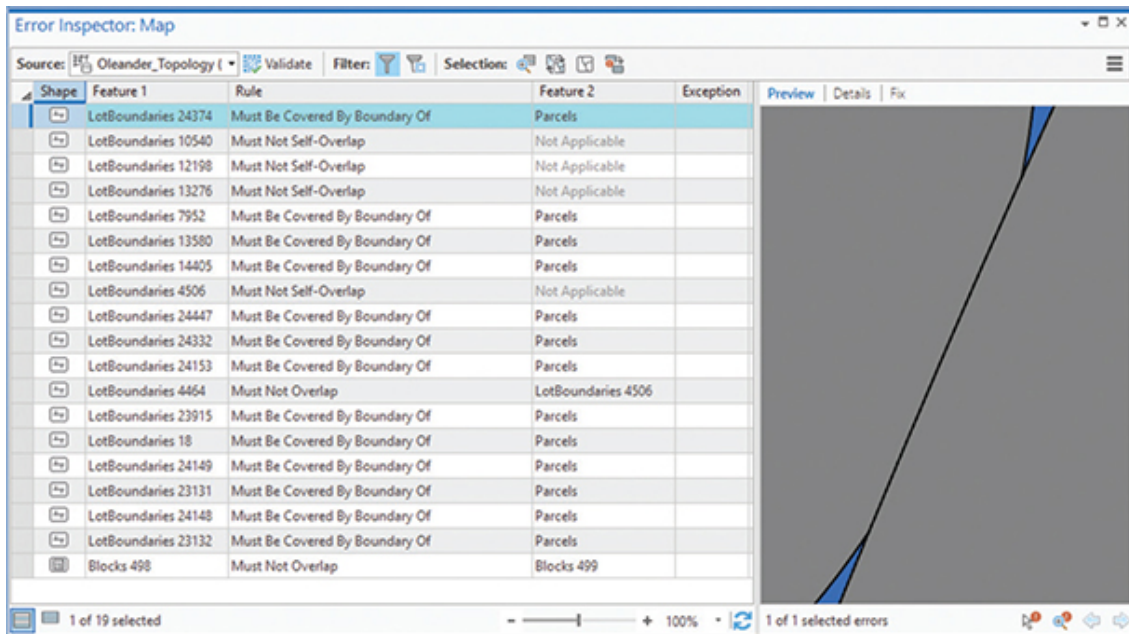 Error Inspector: Map
Source: Oleander_Topology ( Validate Filter: Selection:
Shape Feature 1 Rule Feature 2 Exception Preview Details Fix
LotBoundaries 24374 Must Be Covered By Boundary Of Parcels
LotBoundaries 10540 Must Not Self-Overlap Not Applicable
LotBoundaries 12198 Must Not Self-Overlap Not Applicable
LotBoundaries 13276 Must Not Self-Overlap Not Applicable
LotBoundaries 7952 Must Be Covered By Boundary Of Parcels
LotBoundaries 13580 Must Be Covered By Boundary Of Parcels
LotBoundaries 14405 Must Be Covered By Boundary Of Parcels
LotBoundaries 4506 Must Not Self-Overlap Not Applicable
LotBoundaries 24447 Must Be Covered By Boundary Of Parcels
LotBoundaries 24332 Must Be Covered By Boundary Of Parcels
LotBoundaries 24153 Must Be Covered By Boundary Of Parcels
LotBoundaries 4464 Must Not Overlap LotBoundaries 4506
LotBoundaries 23915 Must Be Covered By Boundary Of Parcels
LotBoundaries 18 Must Be Covered By Boundary Of Parcels
LotBoundaries 24149 Must Be Covered By Boundary Of Parcels
LotBoundaries 23131 Must Be Covered By Boundary Of Parcels
LotBoundaries 24148 Must Be Covered By Boundary Of Parcels
LotBoundaries 23132 Must Be Covered By Boundary Of Parcels
Blocks 498 Must Not Overlap Blocks 499
1 of 19 selected - + 100% 1 of 1 selected errors